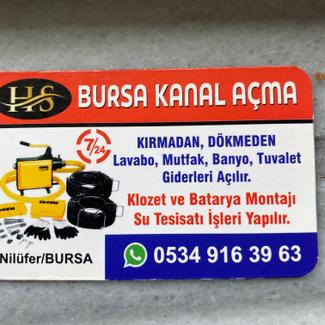 HS BURSA KANAL AÇMA
7/24
KIRMADAN, DÖKMEDEN
Lavabo, Mutfak, Banyo, Tuvalet
Giderleri Açılır.
Klozet ve Batarya Montajı
Su Tesisatı İşleri Yapılır.
Nilüfer/BURSA
0534 916 39 63